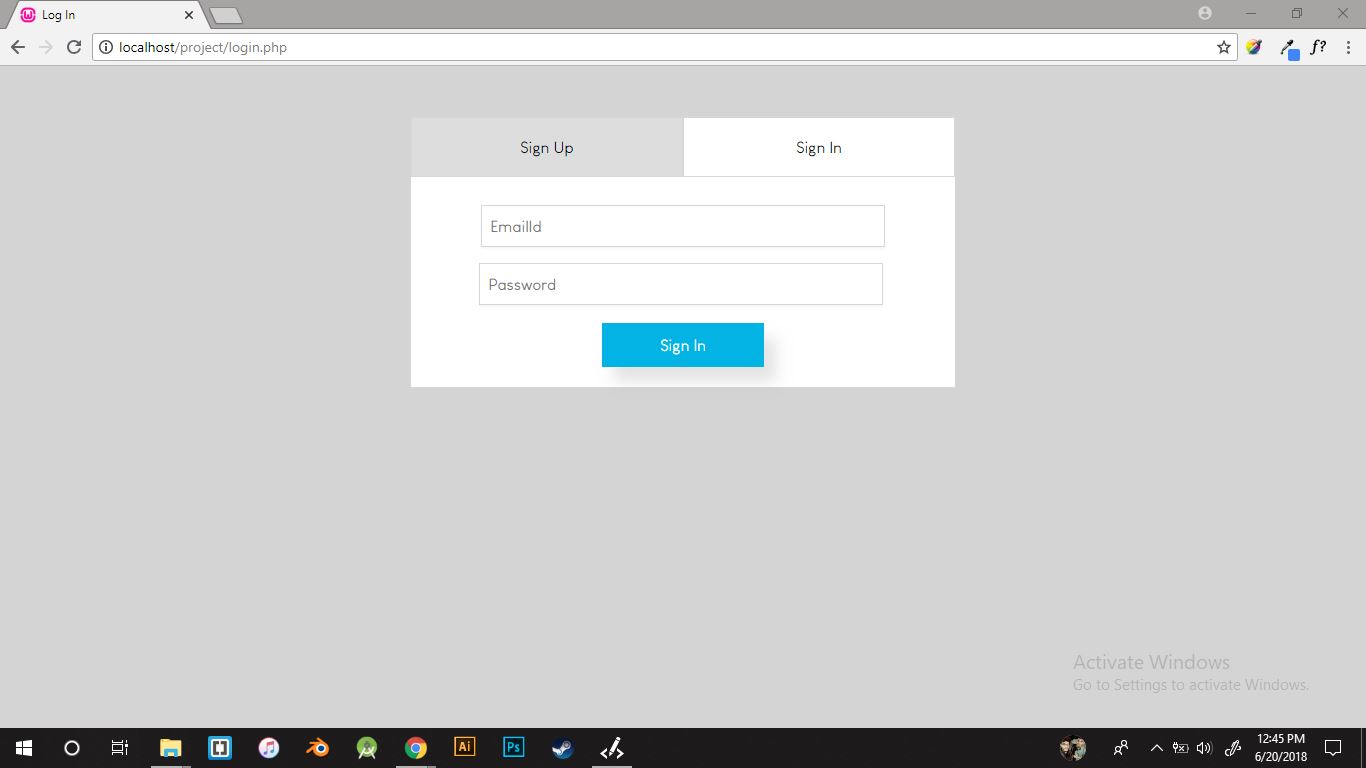 Log In
localhost/project/login.php
f?
Sign Up
Sign In
EmailId
Password
Sign In
Activate Windows
Go to Settings to activate Windows.
Ai
Ps
12:45 PM
6/20/2018